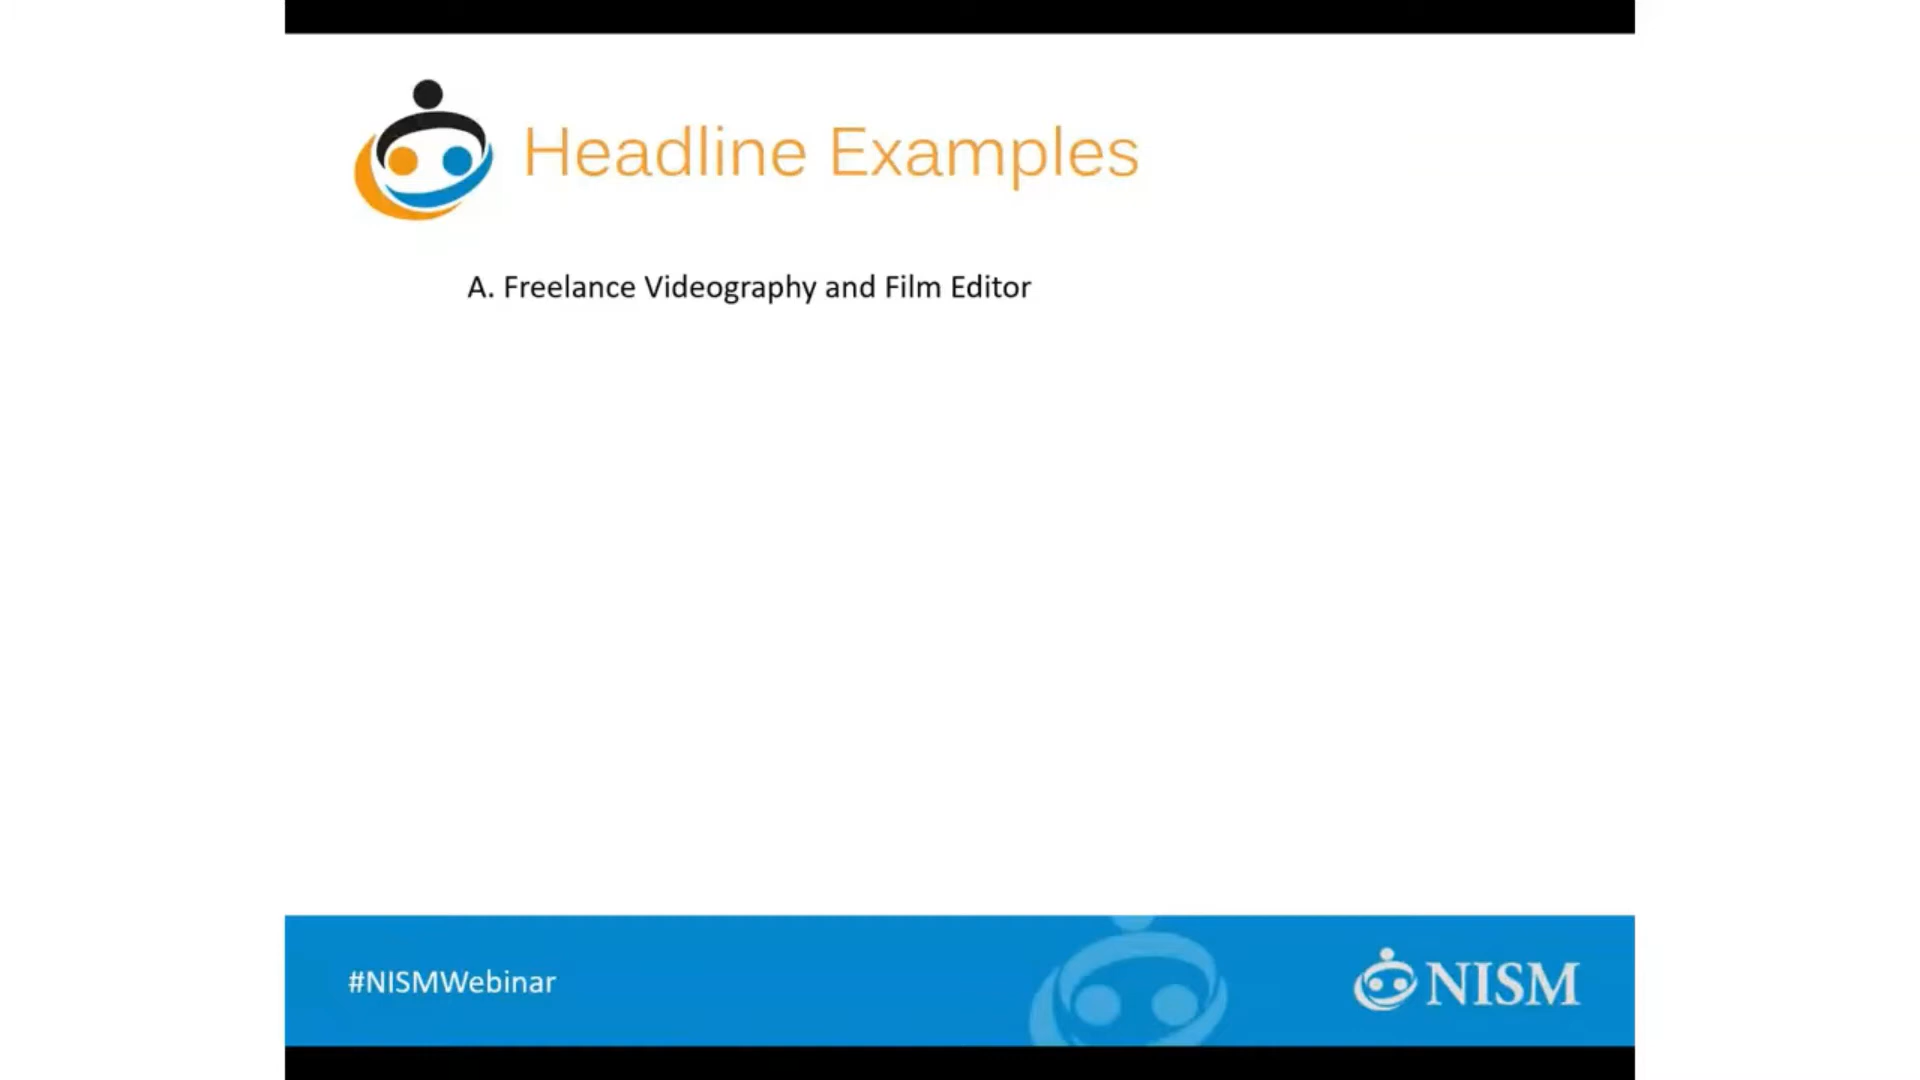 Headline Examples
A. Freelance Videography and Film Editor
#NISMWebinar
NISM